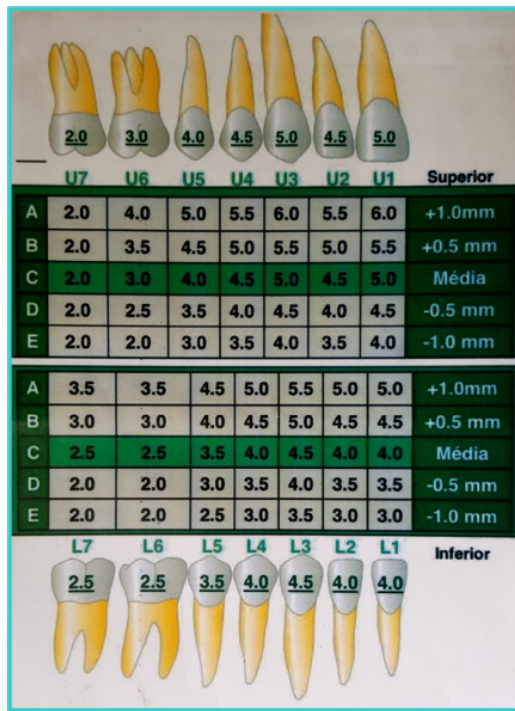 2.0 3.0 4.0 4.5 5.0 4.5 5.0
U7 U6 U5 U4 U3 U2 U1 Superior
A 2.0 4.0 5.0 5.5 6.0 5.5 6.0 +1.0mm
B 2.0 3.5 4.5 5.0 5.5 5.0 5.5 +0.5 mm
C 2.0 3.0 4.0 4.5 5.0 4.5 5.0 Média
D 2.0 2.5 3.5 4.0 4.5 4.0 4.5 -0.5 mm
E 2.0 2.0 3.0 3.5 4.0 3.5 4.0 -1.0 mm
A 3.5 3.5 4.5 5.0 5.5 5.0 5.0 +1.0mm
B 3.0 3.0 4.0 4.5 5.0 4.5 4.5 +0.5 mm
C 2.5 2.5 3.5 4.0 4.5 4.0 4.0 Média
D 2.0 2.0 3.0 3.5 4.0 3.5 3.5 -0.5 mm
E 2.0 2.0 2.5 3.0 3.5 3.0 3.0 -1.0 mm
L7 L6 L5 L4 L3 L2 L1 Inferior
2.5 2.5 3.5 4.0 4.5 4.0 4.0